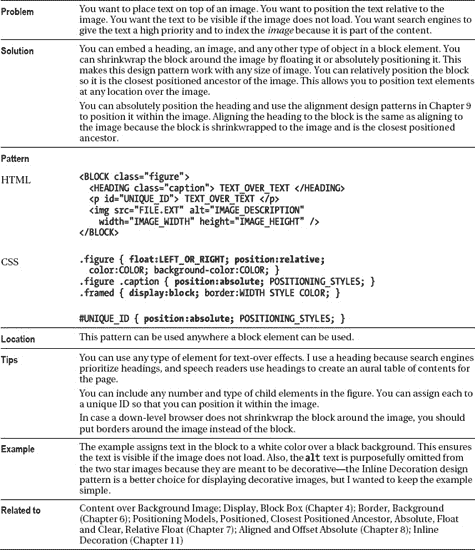 Problem
You want to place text on top of an image. You want to position the text relative to the
image. You want the text to be visible if the image does not load. You want search engines to
give the text a high priority and to index the image because it is part of the content.
Solution
You can embed a heading, an image, and any other type of object in a block element. You
can shrinkwrap the block around the image by floating it or absolutely positioning it. This
makes this design pattern work with any size of image. You can relatively position the block
so it is the closest positioned ancestor of the image. This allows you to position text elements
at any location over the image.
You can absolutely position the heading and use the alignment design patterns in Chapter 9
to position it within the image. Aligning the heading to the block is the same as aligning to
the image because the block is shrinkwrapped to the image and is the closest positioned
ancestor.
Pattern
HTML
<BLOCK class="figure">
<HEADING class="caption"> TEXT_OVER_TEXT </HEADING>
<p id="UNIQUE_ID"> TEXT_OVER_TEXT </p>
<img src="FILE.EXT" alt="IMAGE_DESCRIPTION"
width="IMAGE_WIDTH" height="IMAGE_HEIGHT" />
</BLOCK>
CSS
.figure { float:LEFT_OR_RIGHT; position:relative;
color:COLOR; background-color:COLOR; }
.figure .caption { position:absolute; POSITIONING_STYLES; }
.framed { display:block; border:WIDTH STYLE COLOR; }
#UNIQUE_ID { position:absolute; POSITIONING_STYLES; }
Location
This pattern can be used anywhere a block element can be used.
Tips
You can use any type of element for text-over effects. I use a heading because search engines
prioritize headings, and speech readers use headings to create an aural table of contents for
the page.
You can include any number and type of child elements in the figure. You can assign each to
a unique ID so that you can position it within the image.
In case a down-level browser does not shrinkwrap the block around the image, you should
put borders around the image instead of the block.
Example
The example assigns text in the block to a white color over a black background. This ensures
the text is visible if the image does not load. Also, the alt text is purposefully omitted from
the two star images because they are meant to be decorative—the Inline Decoration design
pattern is a better choice for displaying decorative images, but I wanted to keep the example
simple.
Related to
Content over Background Image; Display, Block Box (Chapter 4); Border, Background
(Chapter 6); Positioning Models, Positioned, Closest Positioned Ancestor, Absolute, Float
and Clear, Relative Float (Chapter 7); Aligned and Offset Absolute (Chapter 8); Inline
Decoration (Chapter 11)